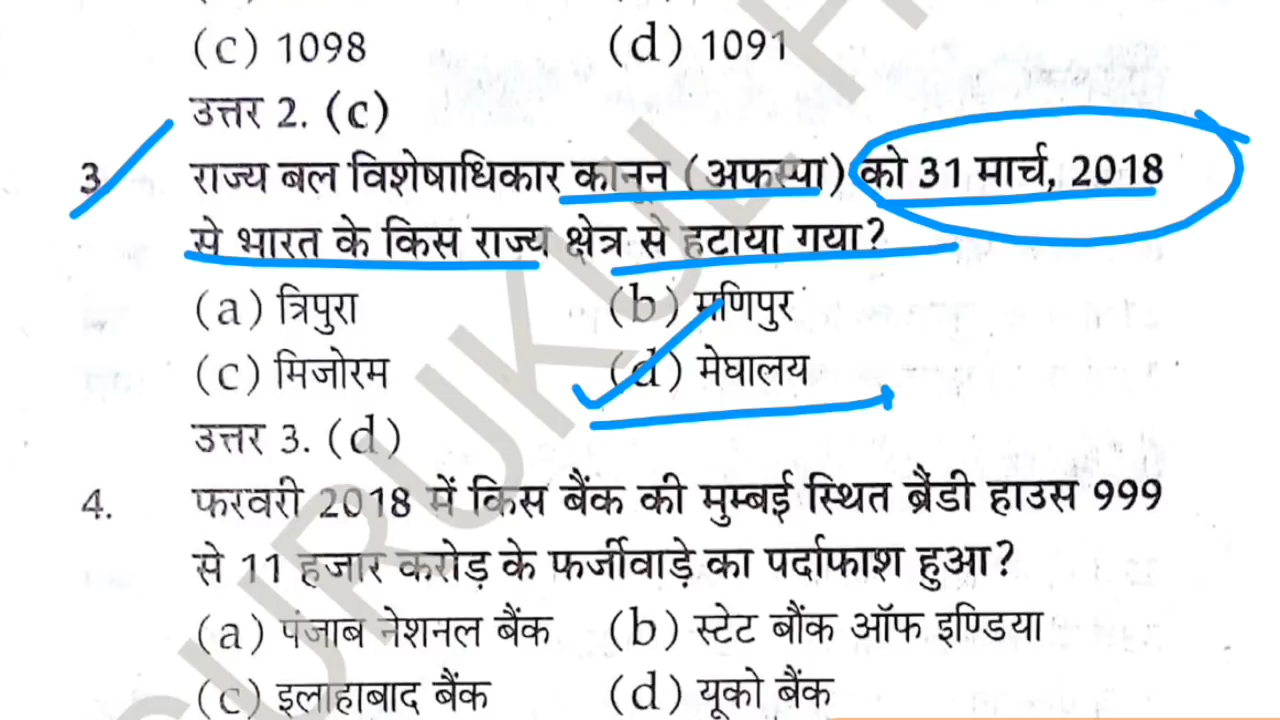 (c) 1098 (d) 1091
उत्तर 2. (c)
3. राज्य बल विशेषाधिकार कानून (अफस्पा) को 31 मार्च, 2018
से भारत के किस राज्य क्षेत्र से हटाया गया?
(a) त्रिपुरा (b) मणिपुर
(c) मिजोरम (d) मेघालय
उत्तर 3. (d)
4. फरवरी 2018 में किस बैंक की मुम्बई स्थित ब्रैडी हाउस 999
से 11 हजार करोड़ के फर्जीवाड़े का पर्दाफाश हुआ?
(a) पंजाब नेशनल बैंक (b) स्टेट बौंक ऑफ इण्डिया
(c) इलाहाबाद बैंक (d) यूको बैंक
GURUKUL H